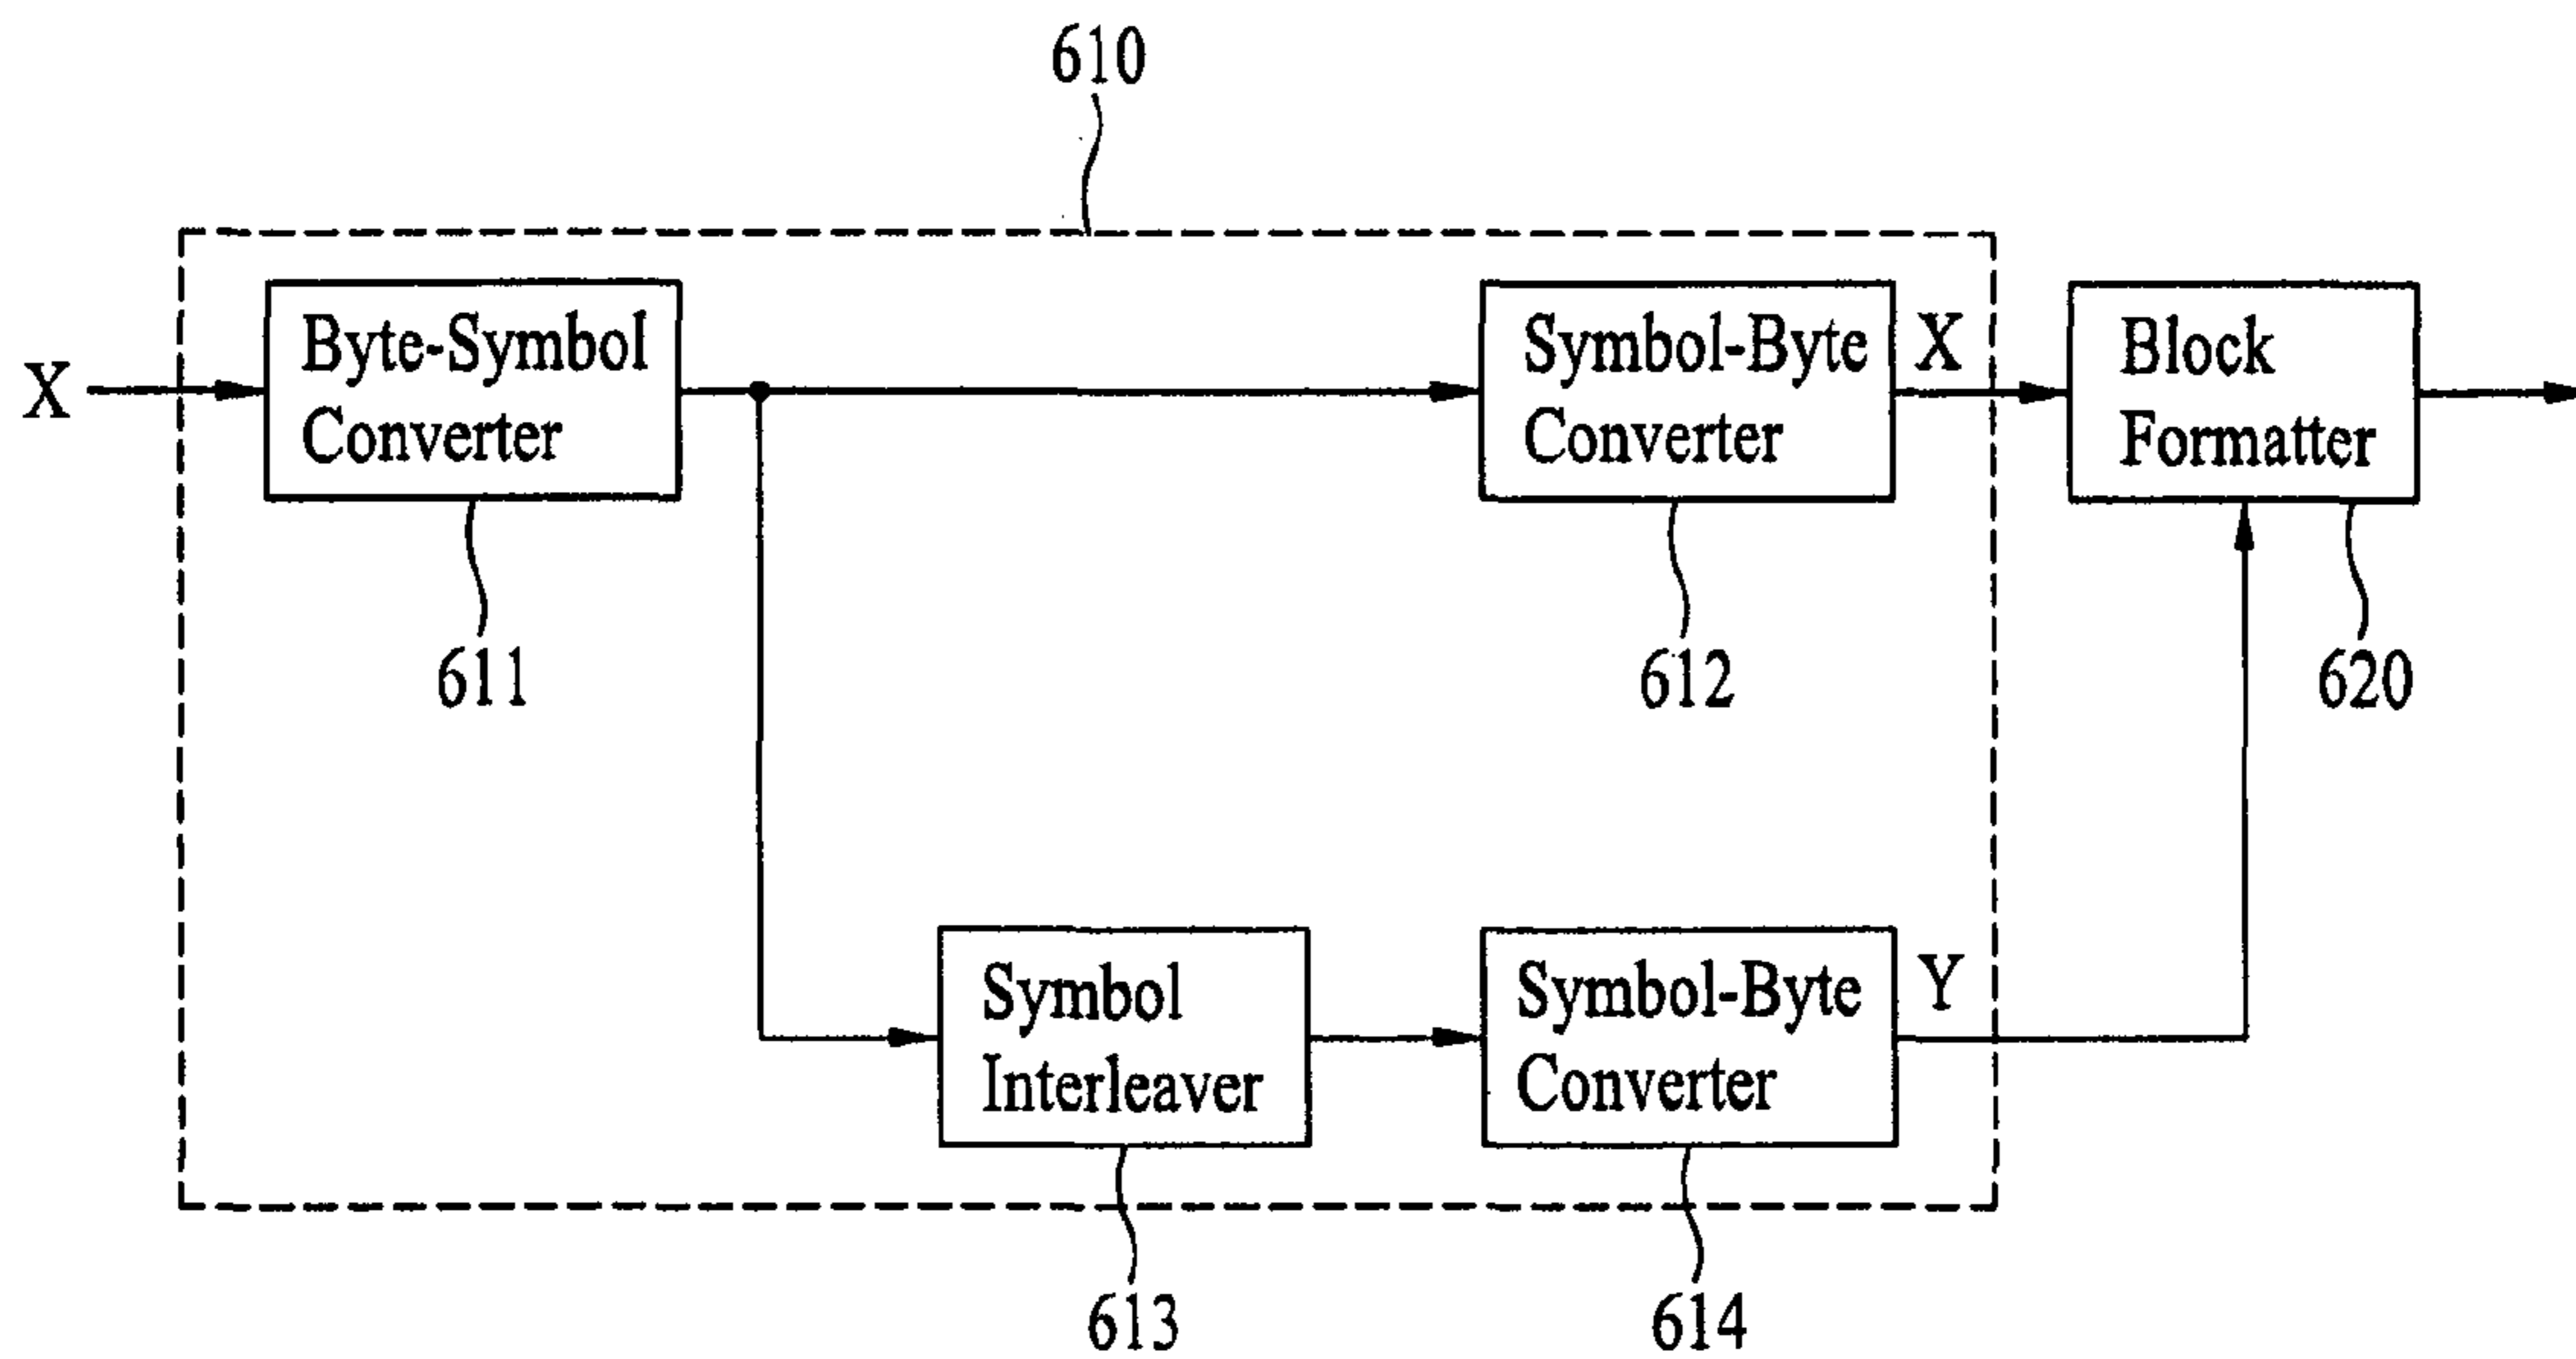 610
X
Byte-Symbol
Converter
611
Symbol-Byte
Converter
612
X
Block
Formatter
620
Symbol
Interleaver
613
Symbol-Byte
Converter
614
Y